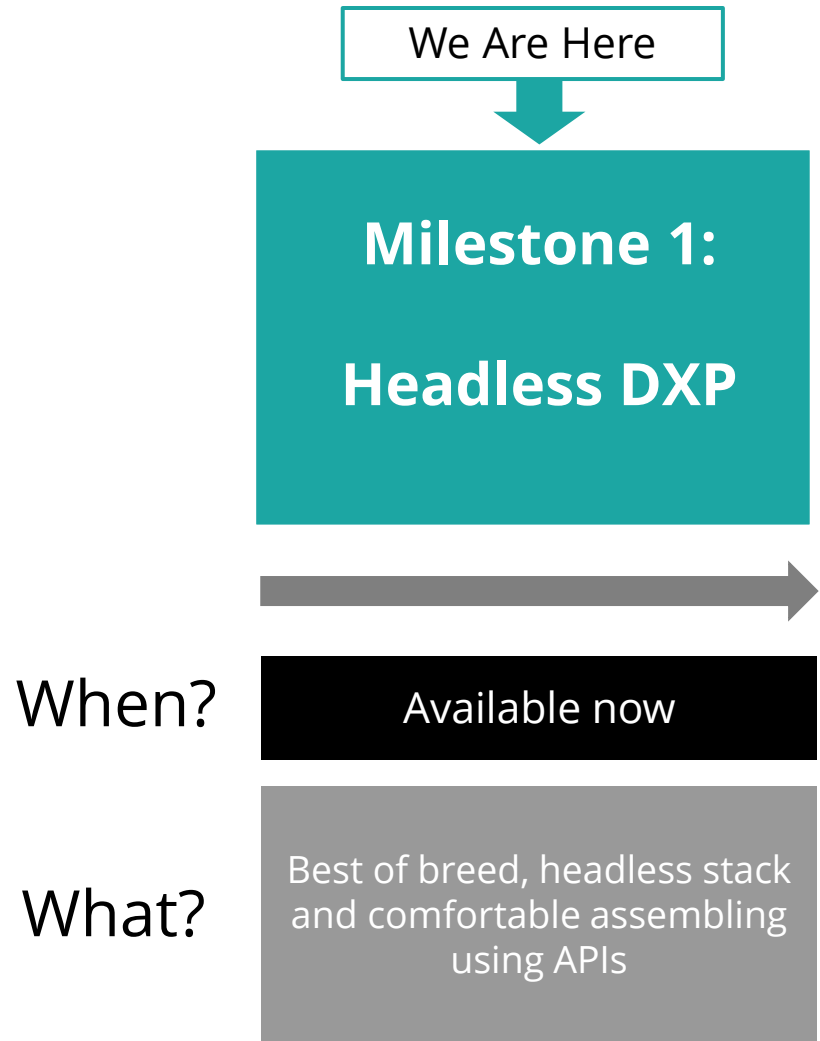 We Are Here
Milestone 1:
Headless DXP
When?
Available now
What?
Best of breed, headless stack
and comfortable assembling
using APIs